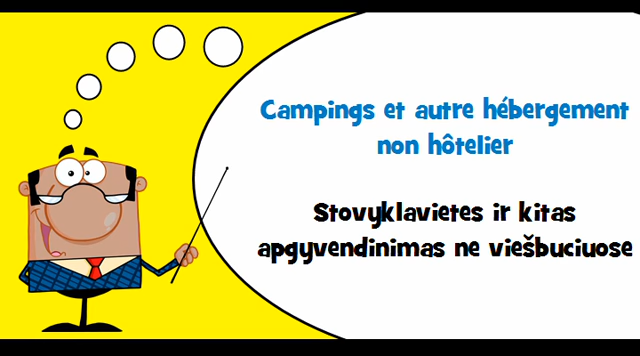 Campings et autre hébergement
non hôtelier
Stovyklavietes ir kitas
apgyvendinimas ne viešbuciuose